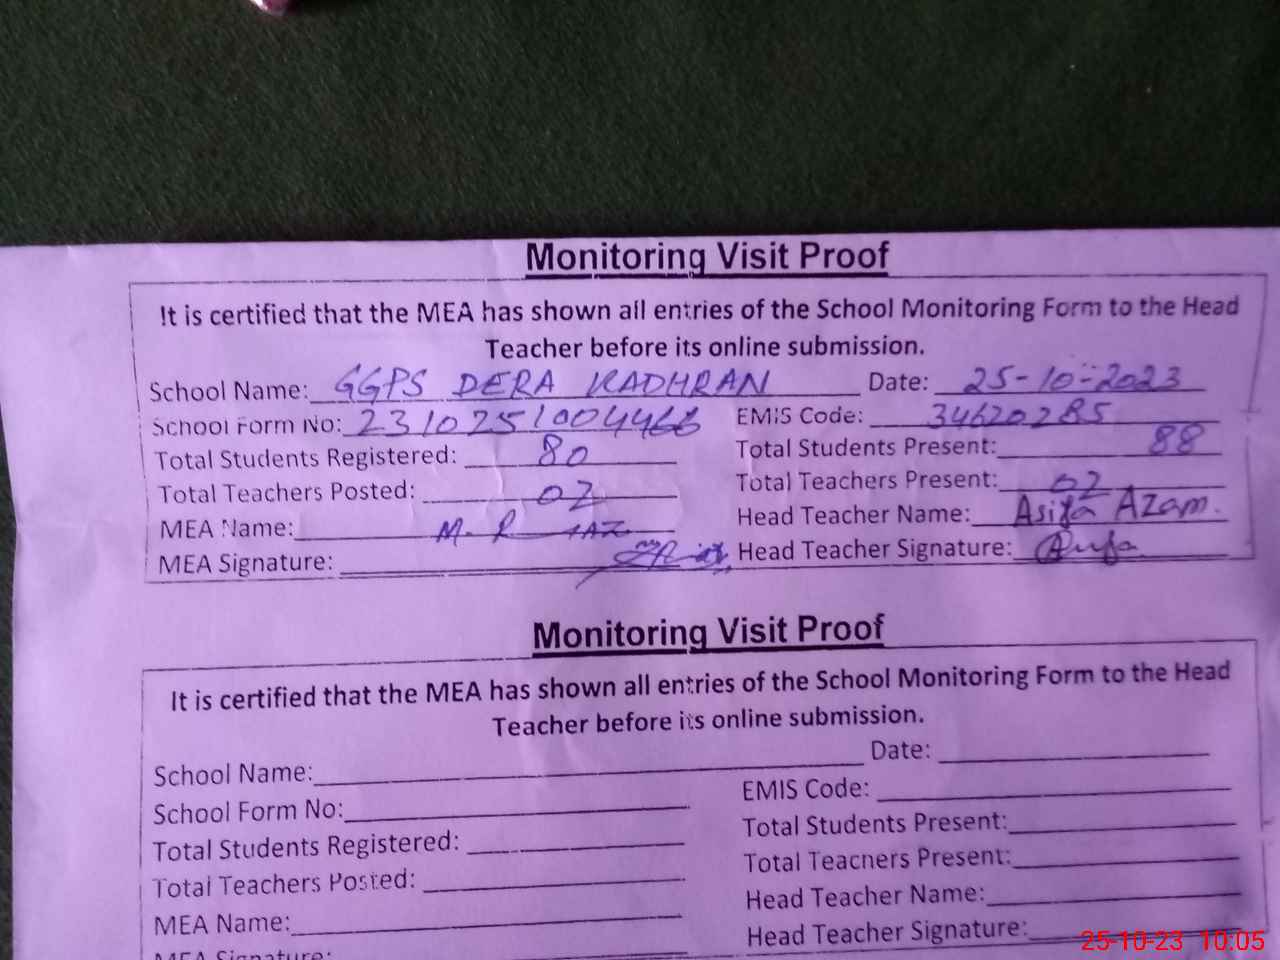 Monitoring Visit Proof
It is certified that the MEA has shown all entries of the School Monitoring Form to the Head
Teacher before its online submission.
School Name: GGPS DERA KADHRAN Date: 25-10-2023
School Form No: 2310251004466 EMIS Code: 34620285
Total Students Registered: 80 Total Students Present: 88
Total Teachers Posted: 02 Total Teachers Present: 02
MEA Name: M. R Head Teacher Name: Asifa Azam.
MEA Signature: Head Teacher Signature:
Monitoring Visit Proof
It is certified that the MEA has shown all entries of the School Monitoring Form to the Head
Teacher before its online submission.
School Name: Date:
School Form No: EMIS Code:
Total Students Registered: Total Students Present:
Total Teachers Posted: Total Teachers Present:
MEA Name: Head Teacher Name:
MEA Signature: Head Teacher Signature:
25-10-23 10:05